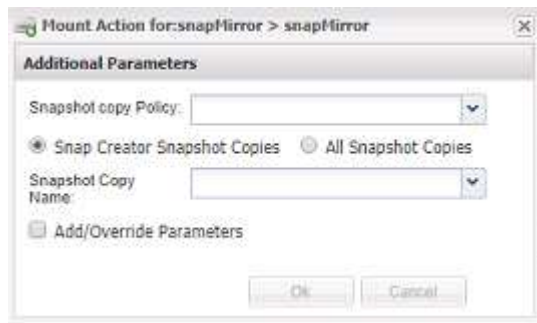 Mount Action for:snapMirror > snapMirror
Additional Parameters
Snapshot copy Policy:
Snap Creator Snapshot Copies All Snapshot Copies
Snapshot Copy
Name:
Add/Override Parameters
Ok Cancel